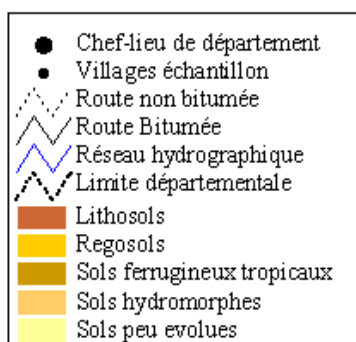 Chef-lieu de département
Villages échantillon
Route non bitumée
Route Bitumée
Réseau hydrographique
Limite départementale
Lithosols
Regosols
Sols ferrugineux tropicaux
Sols hydromorphes
Sols peu evolues